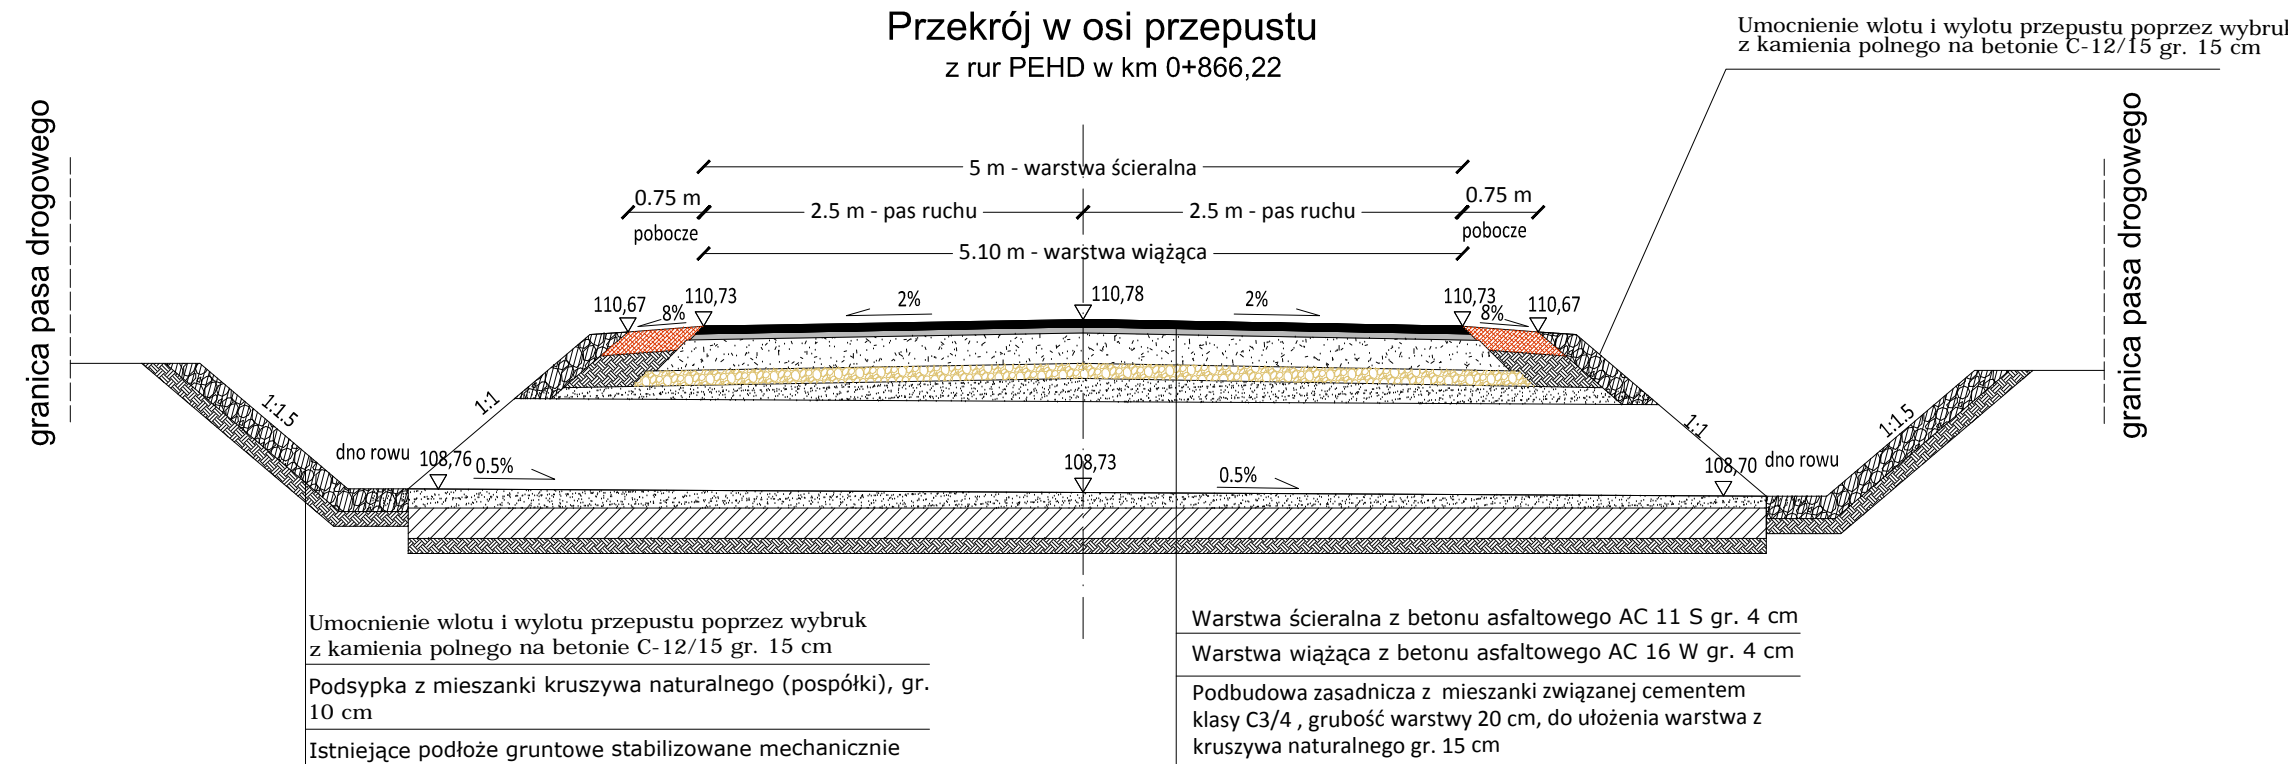 Przekrój w osi przepustu
z rur PEHD w km 0+866,22
Umocnienie wlotu i wylotu przepustu poprzez wybruk
z kamienia polnego na betonie C-12/15 gr. 15 cm
granica pasa drogowego
granica pasa drogowego
5 m - warstwa ścieralna
0.75 m
2.5 m - pas ruchu
2.5 m - pas ruchu
0.75 m
pobocze
pobocze
5.10 m - warstwa wiążąca
110,67
8%
110,73
2%
110,78
2%
110,73
8%
110,67
1:1.5
1:1
1:1
1:1.5
dno rowu
108,76
0.5%
108,73
0.5%
108,70
dno rowu
Umocnienie wlotu i wylotu przepustu poprzez wybruk
z kamienia polnego na betonie C-12/15 gr. 15 cm
Podsypka z mieszanki kruszywa naturalnego (pospółki), gr.
10 cm
Istniejące podłoże gruntowe stabilizowane mechanicznie
Warstwa ścieralna z betonu asfaltowego AC 11 S gr. 4 cm
Warstwa wiążąca z betonu asfaltowego AC 16 W gr. 4 cm
Podbudowa zasadnicza z mieszanki związanej cementem
klasy C3/4 , grubość warstwy 20 cm, do ułożenia warstwa z
kruszywa naturalnego gr. 15 cm